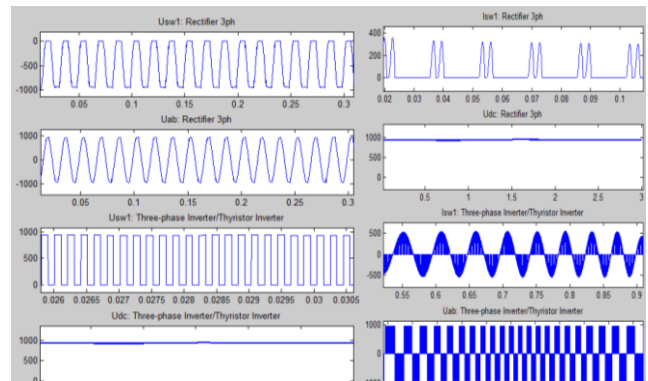 Usw1: Rectifier 3ph
0
-500
-1000
0.05 0.1 0.15 0.2 0.25 0.3
Uab: Rectifier 3ph
1000
0
-1000
0.05 0.1 0.15 0.2 0.25 0.3
Usw1: Three-phase Inverter/Thyristor Inverter
1000
500
0
0.026 0.0265 0.027 0.0275 0.028 0.0285 0.029 0.0295 0.03 0.0305
Udc: Three-phase Inverter/Thyristor Inverter
1000
500
0
Isw1: Rectifier 3ph
400
200
0
0.02 0.03 0.04 0.05 0.06 0.07 0.08 0.09 0.1
Udc: Rectifier 3ph
1000
500
0
0.5 1 1.5 2 2.5 3
Isw1: Three-phase Inverter/Thyristor Inverter
500
0
-500
0.55 0.6 0.65 0.7 0.75 0.8 0.85 0.9
Uab: Three-phase Inverter/Thyristor Inverter
1000
0